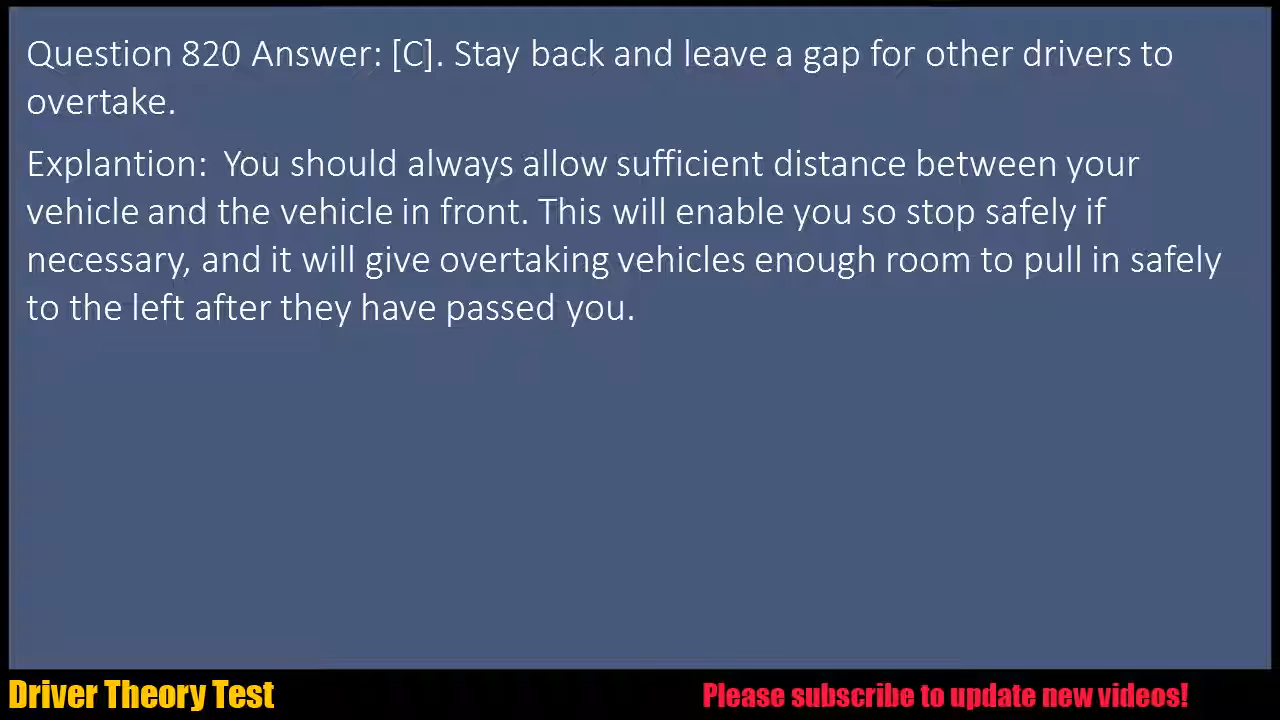 Question 820 Answer: [C]. Stay back and leave a gap for other drivers to
overtake.
Explantion:  You should always allow sufficient distance between your
vehicle and the vehicle in front. This will enable you so stop safely if
necessary, and it will give overtaking vehicles enough room to pull in safely
to the left after they have passed you.
Driver Theory Test
Please subscribe to update new videos!